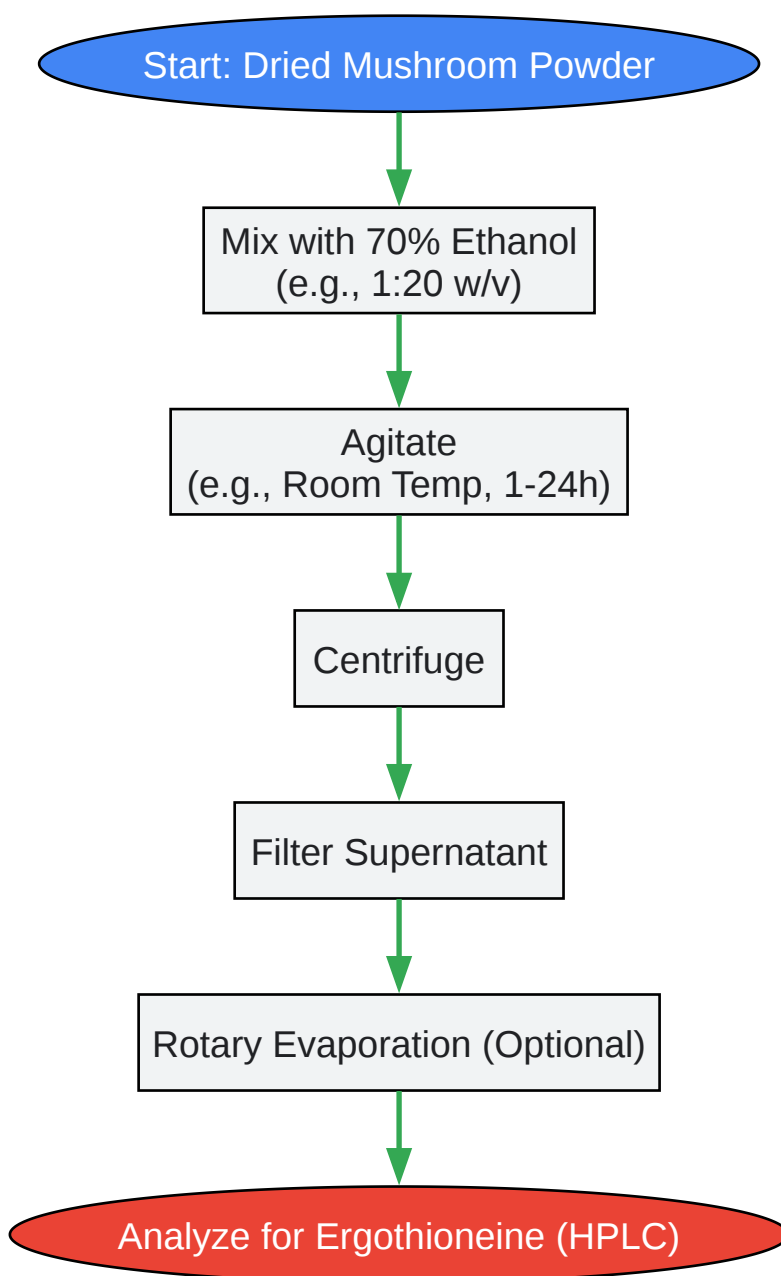 Start: Dried Mushroom Powder
Mix with 70% Ethanol
(e.g., 1:20 w/v)
Agitate
(e.g., Room Temp, 1-24h)
Centrifuge
Filter Supernatant
Rotary Evaporation (Optional)
Analyze for Ergothioneine (HPLC)